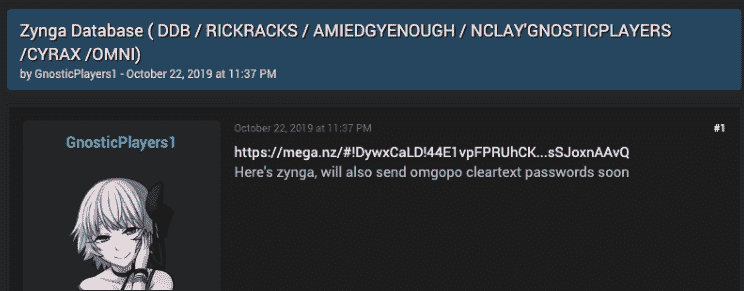 Zynga Database ( DDB / RICKRACKS / AMIEDGYENOUGH / NCLAY'GNOSTICPLAYERS
/CYRAX /OMNI)
by GnosticPlayers1 - October 22, 2019 at 11:37 PM
GnosticPlayers1
October 22, 2019 at 11:37 PM
#1
https://mega.nz/#!DywxCaLD!44E1vpFPRUhCK...sSJoxnAAvQ
Here's zynga, will also send omgopo cleartext passwords soon